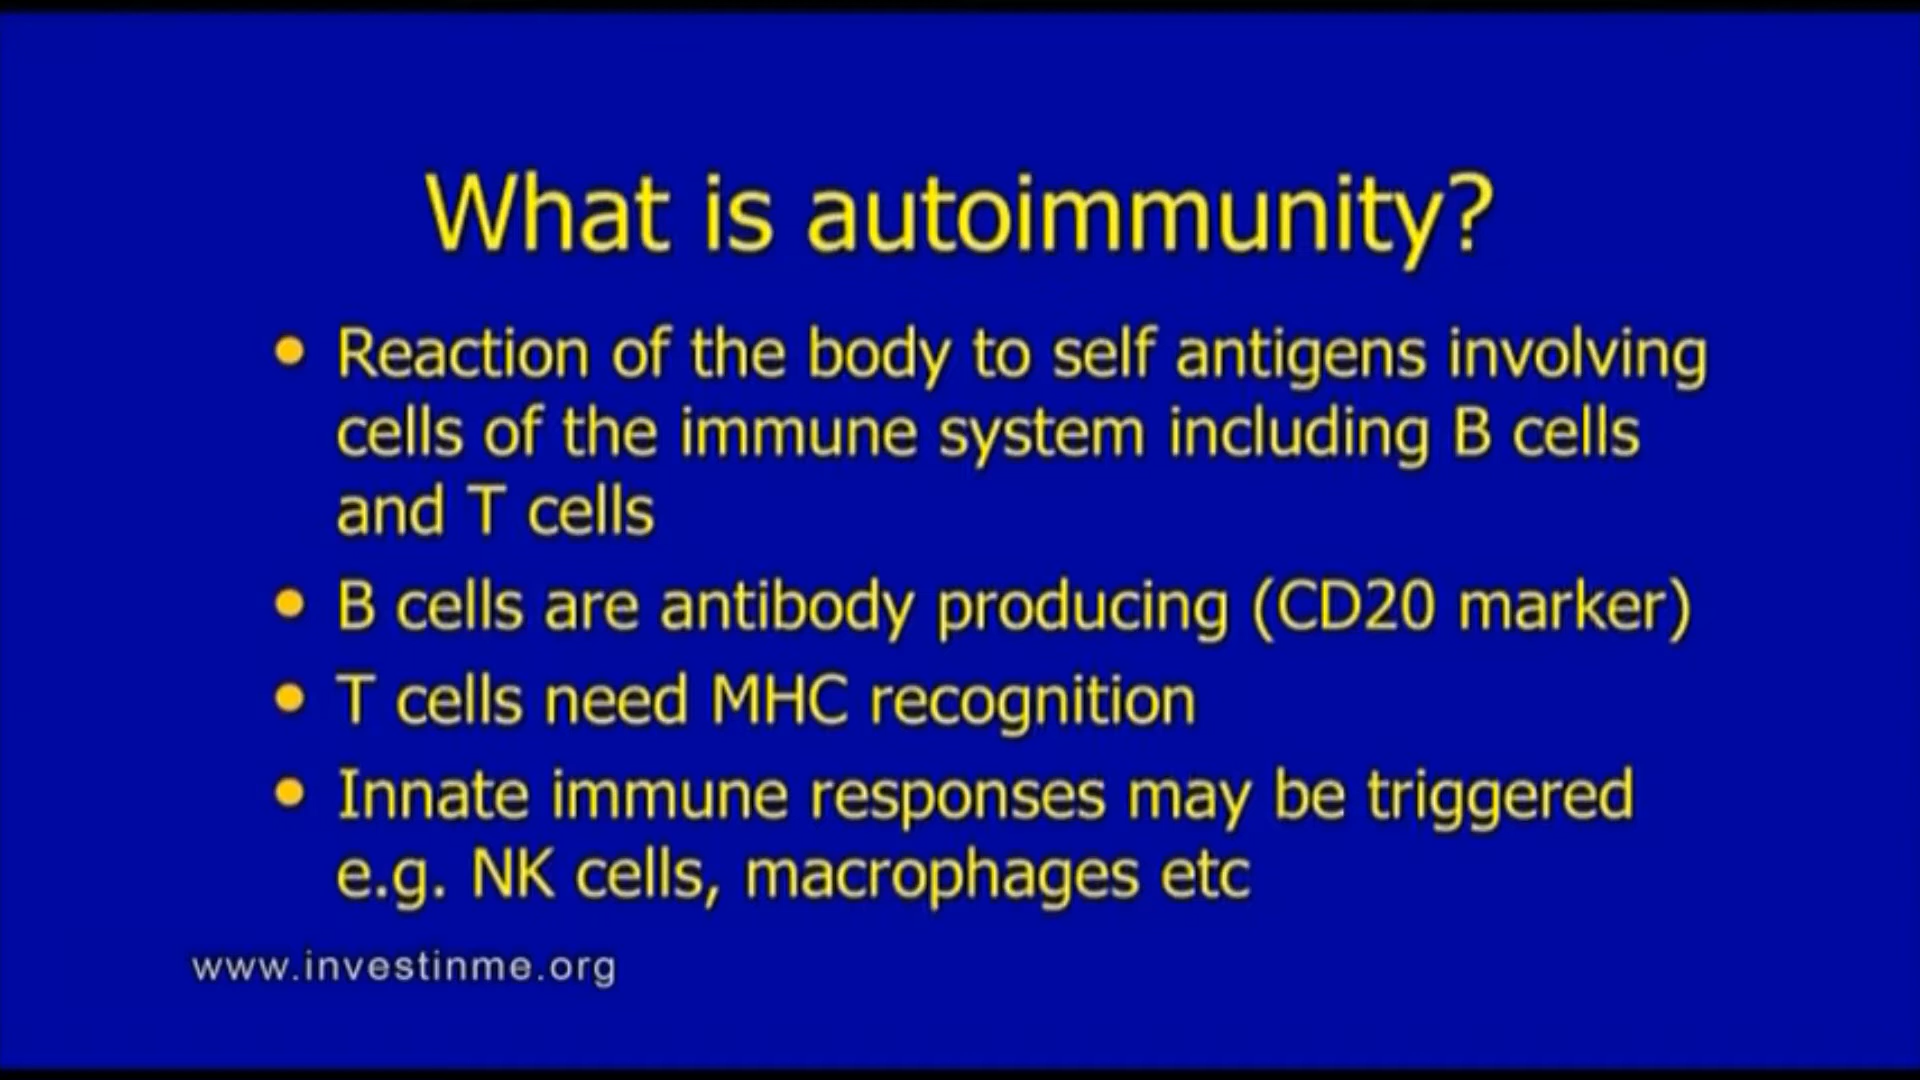 What is autoimmunity?
• Reaction of the body to self antigens involving
cells of the immune system including B cells
and T cells
• B cells are antibody producing (CD20 marker)
• T cells need MHC recognition
• Innate immune responses may be triggered
e.g. NK cells, macrophages etc
www.investinme.org